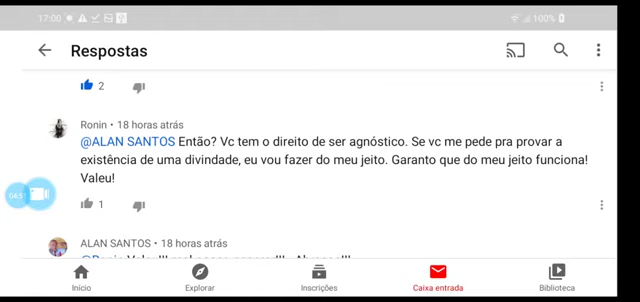 17:00
100%
Respostas
2
Ronin • 18 horas atrás
@ALAN SANTOS Então? Vc tem o direito de ser agnóstico. Se vc me pede pra provar a
existência de uma divindade, eu vou fazer do meu jeito. Garanto que do meu jeito funciona!
Valeu!
04:51
1
ALAN SANTOS • 18 horas atrás
Início
Explorar
Inscrições
Caixa entrada
Biblioteca